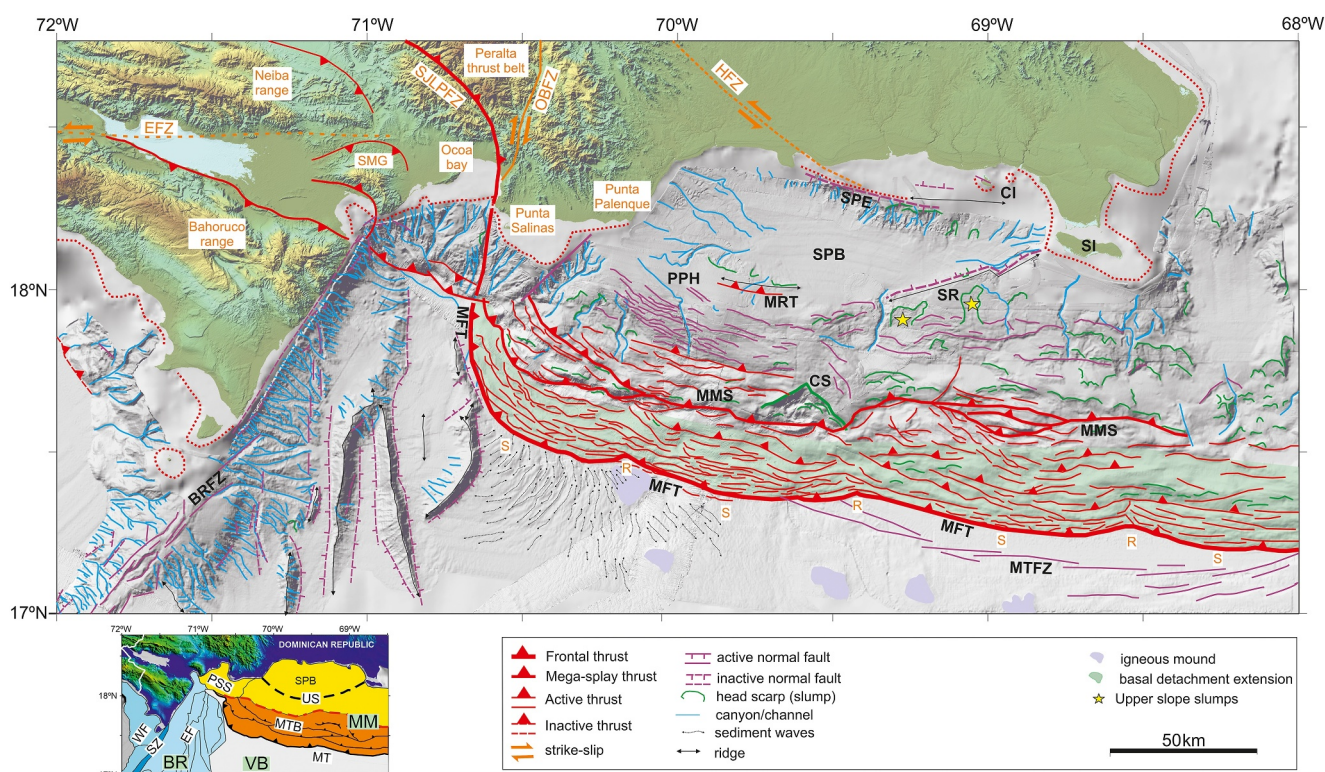 72ºW
71ºW
70ºW
69ºW
68ºW
18ºN
17ºN
Neiba
range
SJLPFZ
Peralta
thrust belt
OBFZ
HFZ
EFZ
SMG
Ocoa
bay
Bahoruco
range
Punta
Salinas
Punta
Palenque
SPE
CI
SI
SPB
PPH
MRT
SR
MFT
MMS
CS
MMS
S
R
MFT
S
R
MFT
S
R
S
MTFZ
BRFZ
72ºW
71ºW
70ºW
69ºW
DOMINICAN REPUBLIC
18ºN
PSS
SPB
US
MTB
MM
MT
WF
SZ
EF
BR
VB
Frontal thrust
Mega-splay thrust
Active thrust
Inactive thrust
strike-slip
active normal fault
inactive normal fault
head scarp (slump)
canyon/channel
sediment waves
ridge
igneous mound
basal detachment extension
Upper slope slumps
50km